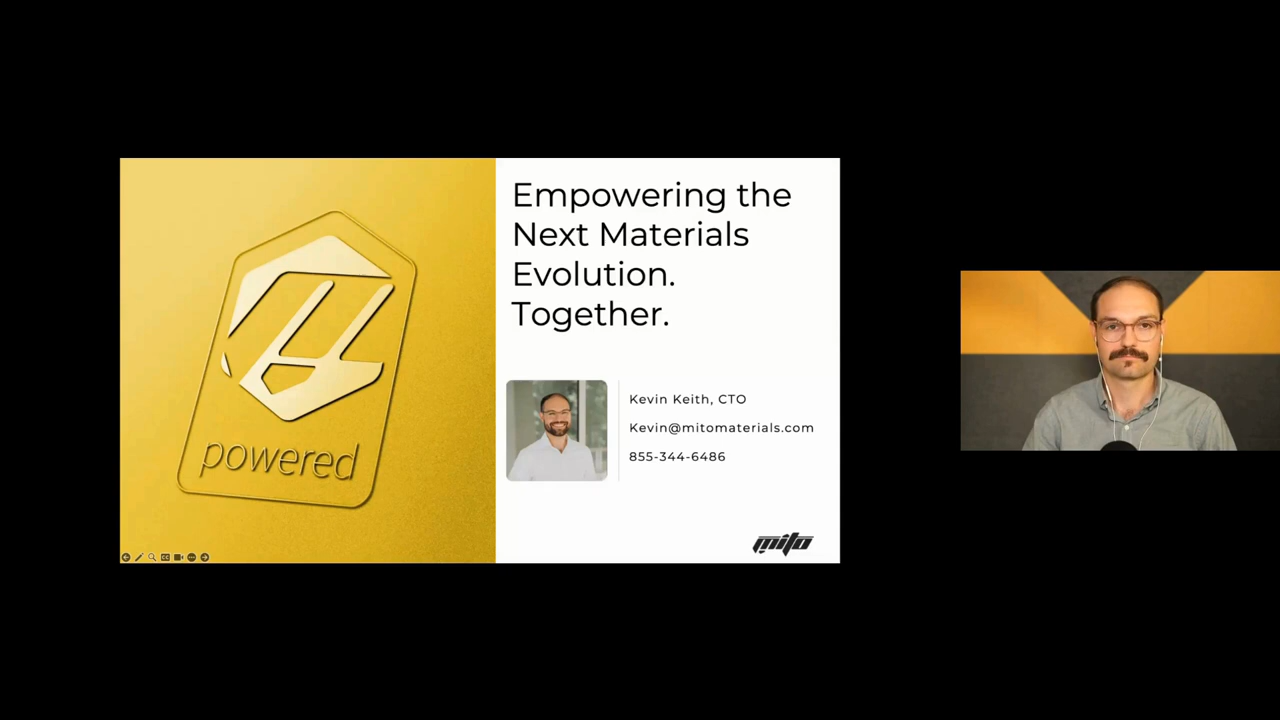 powered
Empowering the
Next Materials
Evolution.
Together.
Kevin Keith, CTO
Kevin@mitomaterials.com
855-344-6486
mito